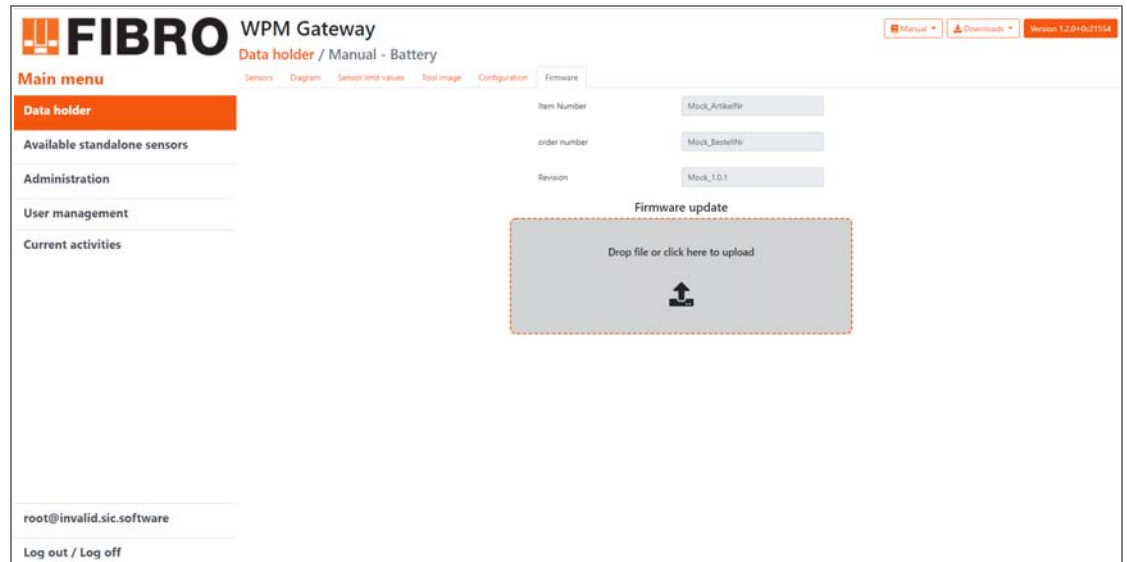 FIBRO
WPM Gateway
Manual
Downloads
Version 1.2.0+0c21554
Data holder / Manual - Battery
Main menu
Sensors Diagram Sensor limit values Tool image Configuration Firmware
Data holder
Available standalone sensors
Administration
User management
Current activities
Item Number Mock_ArtikelNr
order number Mock_BestellNr
Revision Mock_1.0.1
Firmware update
Drop file or click here to upload
root@invalid.sic.software
Log out / Log off